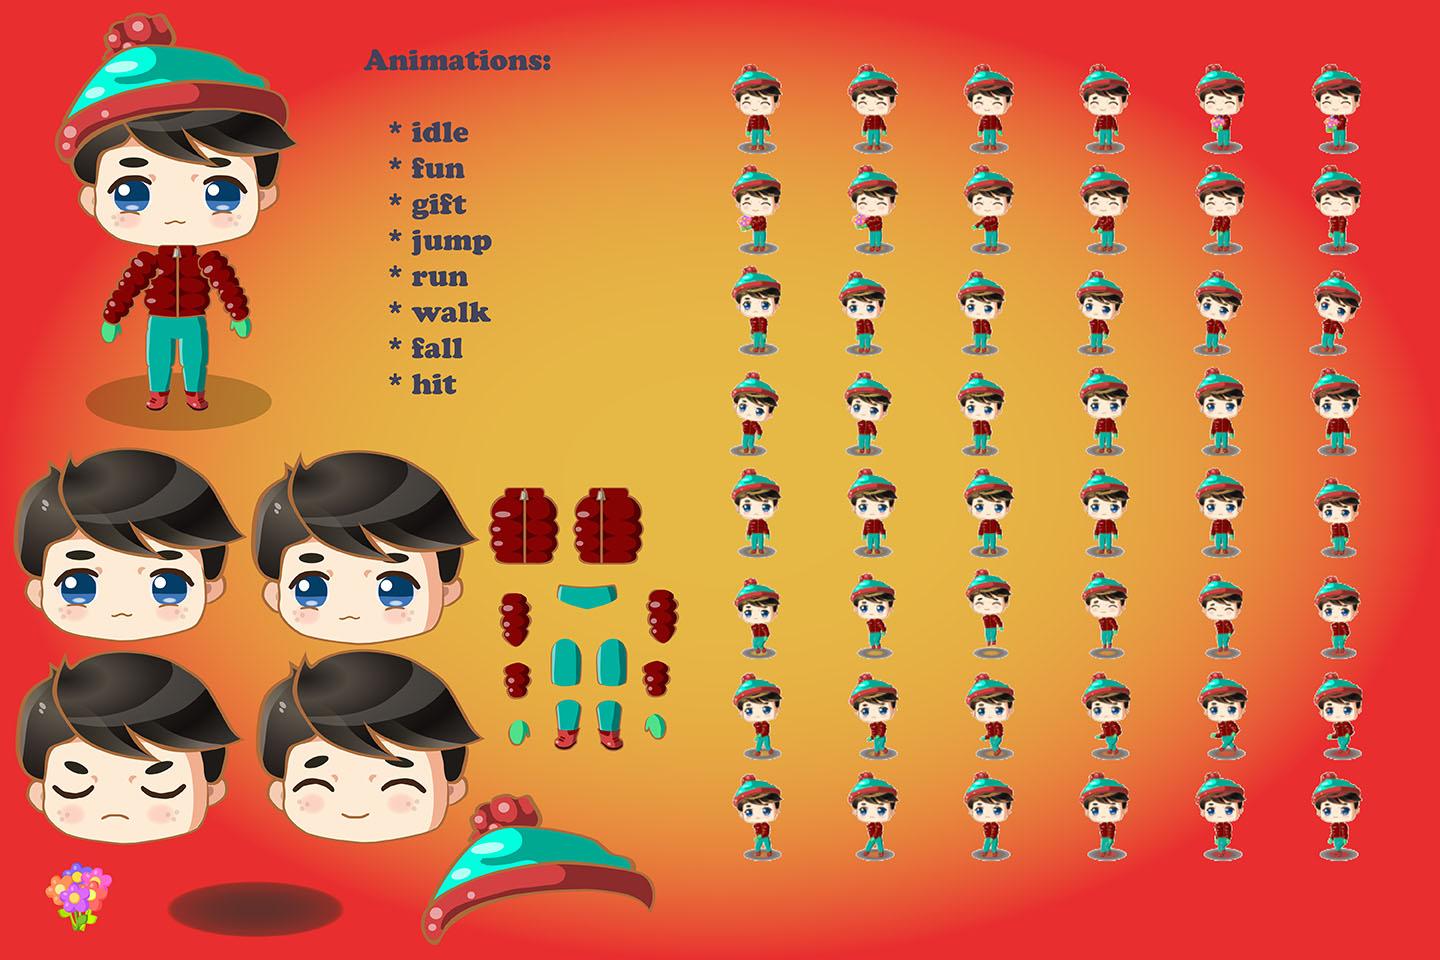 Animations:
* idle
* fun
* gift
* jump
* run
* walk
* fall
* hit